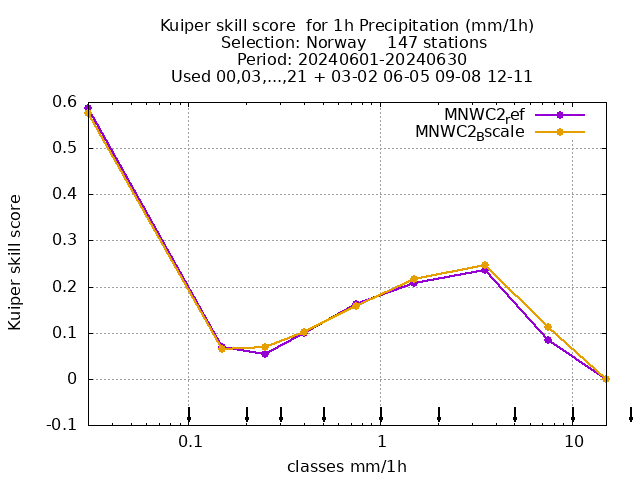 Kuiper skill score  for 1h Precipitation (mm/1h)
Selection: Norway    147 stations
Period: 20240601-20240630
Used 00,03,...,21 + 03-02 06-05 09-08 12-11
MNWC2ref
MNWC2Bscale
0.6
0.5
0.4
0.3
0.2
0.1
0
-0.1
Kuiper skill score
0.1 1 10
classes mm/1h